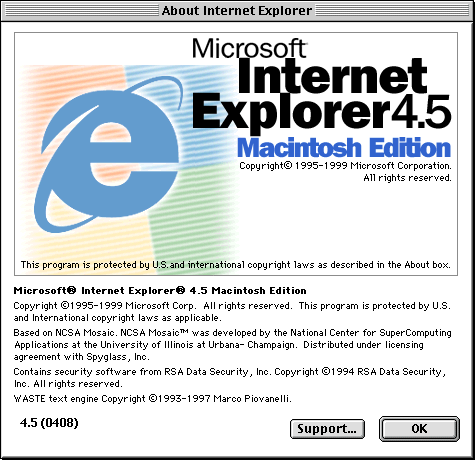 About Internet Explorer
Microsoft
Internet
Explorer4.5
Macintosh Edition
Copyright© 1995-1999 Microsoft Corporation.
All rights reserved.
This program is protected by U.S.and international copyright laws as described in the About box.
Microsoft® Internet Explorer® 4.5 Macintosh Edition
Copyright ©1995-1999 Microsoft Corp.  All rights reserved.  This program is protected by U.S.
and International copyright laws as applicable.
Based on NCSA Mosaic. NCSA Mosaic™ was developed by the National Center for SuperComputing
Applications at the University of Illinois at Urbana- Champaign.  Distributed under licensing
agreement with Spyglass, Inc.
Contains security software from RSA Data Security, Inc. Copyright ©1994 RSA Data Security,
Inc. All rights reserved.
WASTE text engine Copyright ©1993-1997 Marco Piovanelli.
4.5 (0408)
Support...
OK